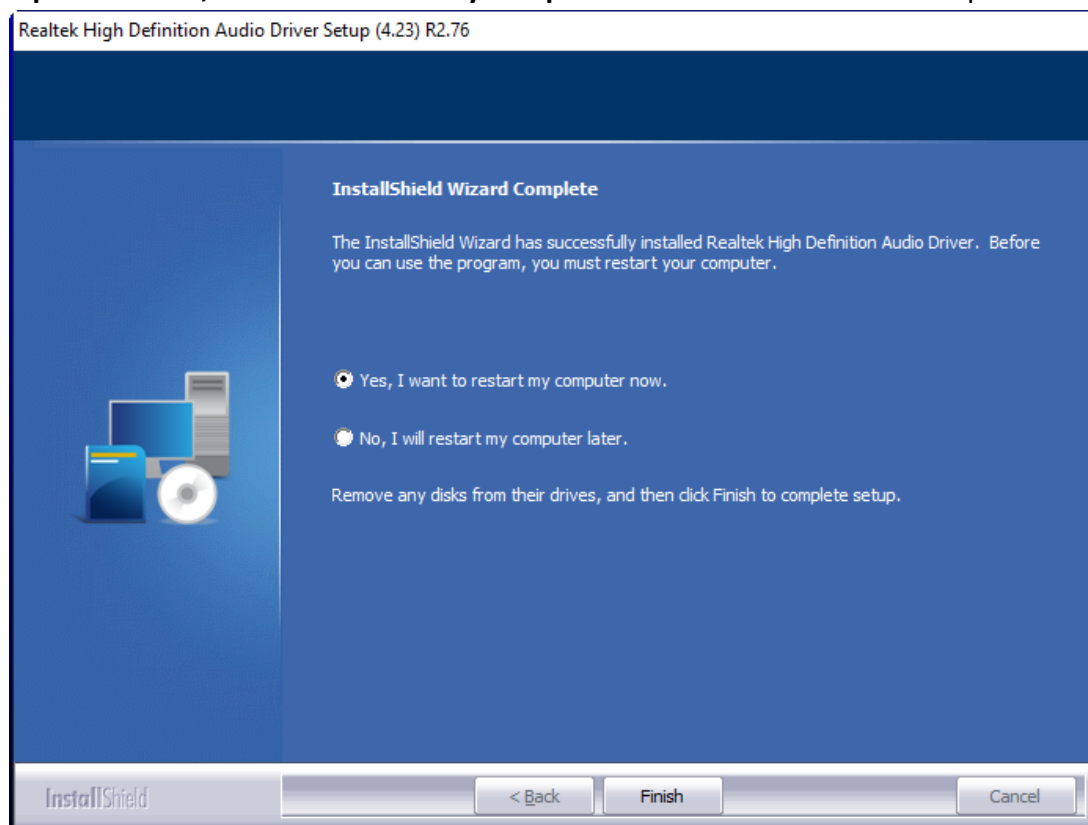 Realtek High Definition Audio Driver Setup (4.23) R2.76
InstallShield Wizard Complete
The InstallShield Wizard has successfully installed Realtek High Definition Audio Driver. Before
you can use the program, you must restart your computer.
Yes, I want to restart my computer now.
No, I will restart my computer later.
Remove any disks from their drives, and then click Finish to complete setup.
InstallShield
< Back
Finish
Cancel